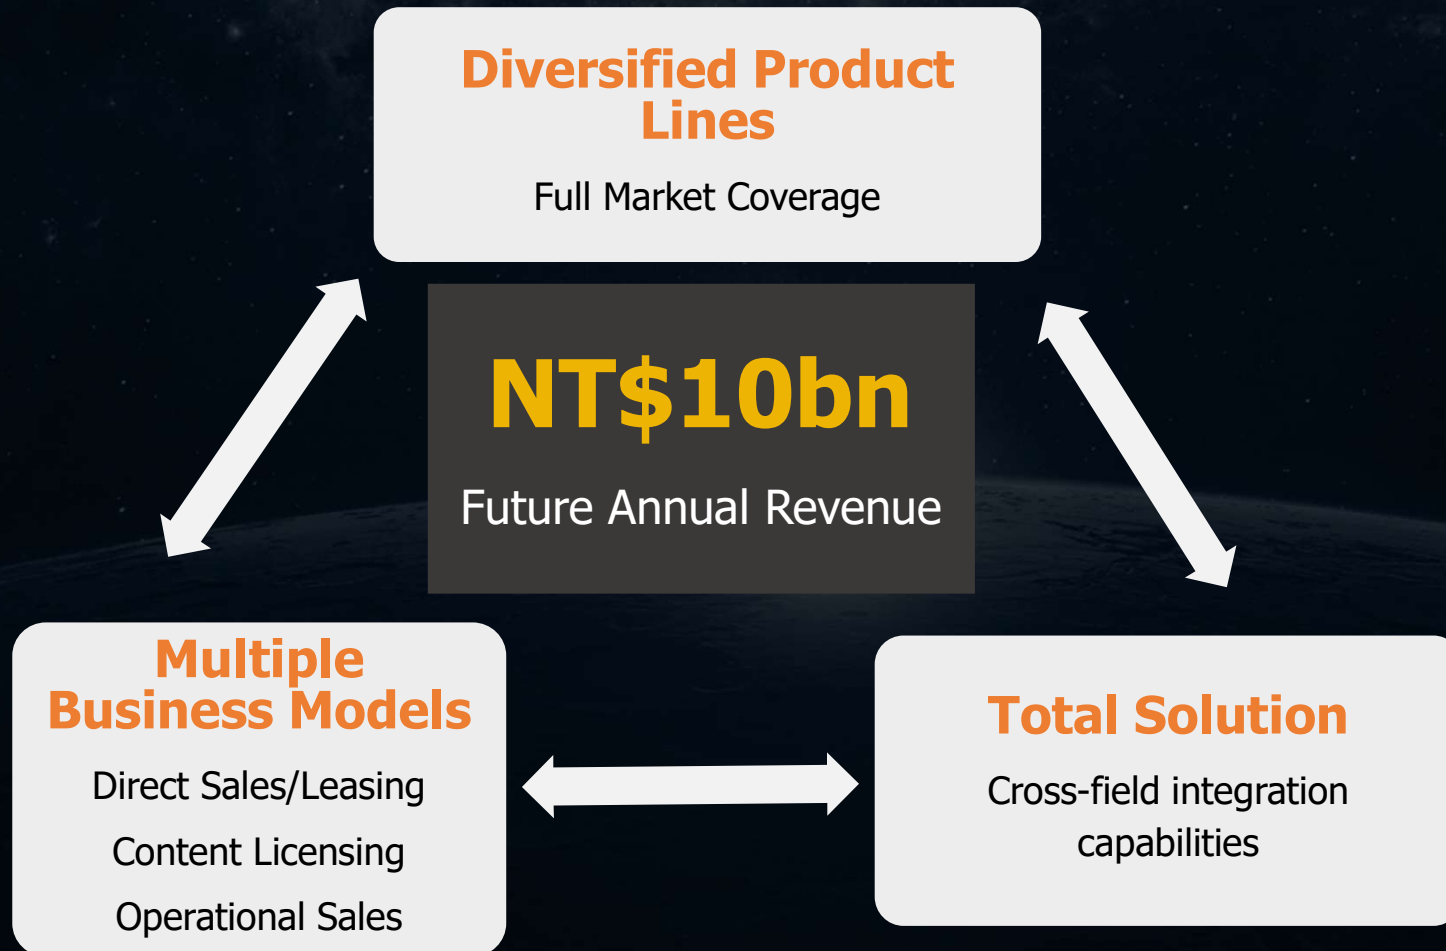 Diversified Product
Lines
Full Market Coverage
NT$10bn
Future Annual Revenue
Multiple
Business Models
Direct Sales/Leasing
Content Licensing
Operational Sales
Total Solution
Cross-field integration
capabilities